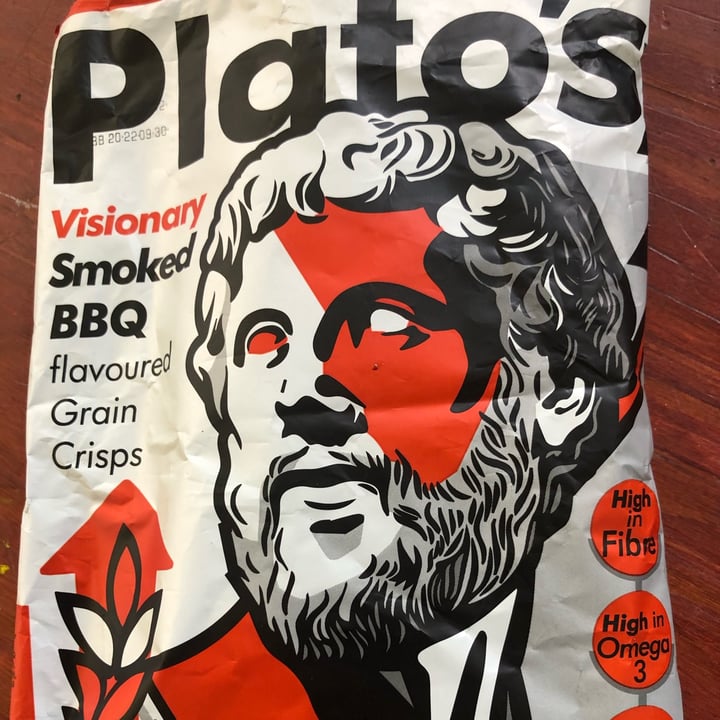 Plato's
BB 20:22:09:30
Visionary
Smoked
BBQ
flavoured
Grain
Crisps
High
in
Fibre
High in
Omega
3